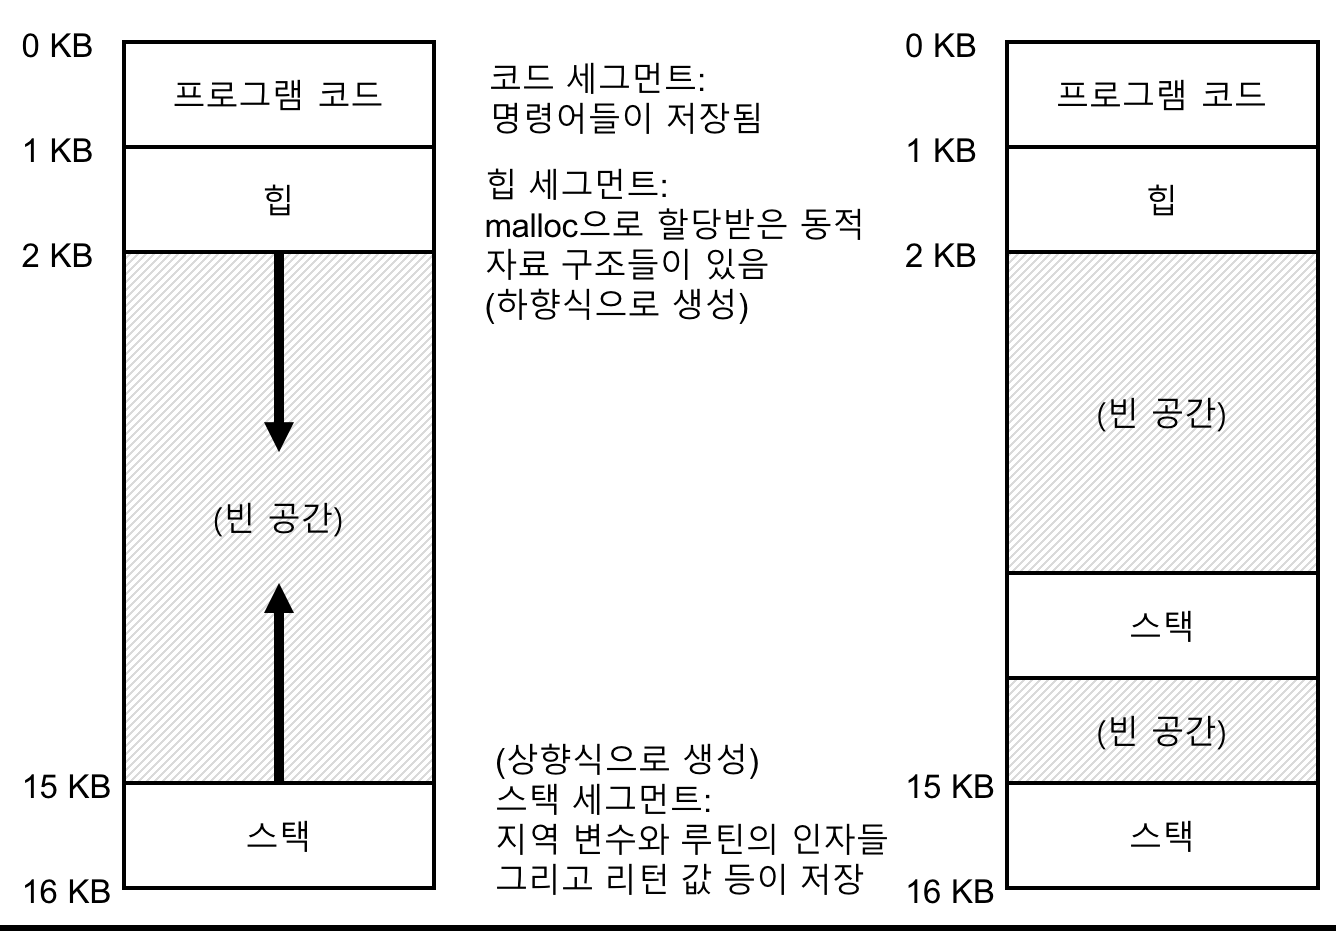 0 KB
프로그램 코드
1 KB
힙
2 KB
(빈 공간)
15 KB
스택
16 KB
코드 세그먼트:
명령어들이 저장됨
힙 세그먼트:
malloc으로 할당받은 동적
자료 구조들이 있음
(하향식으로 생성)
(상향식으로 생성)
스택 세그먼트:
지역 변수와 루틴의 인자들
그리고 리턴 값 등이 저장
0 KB
프로그램 코드
1 KB
힙
2 KB
(빈 공간)
스택
(빈 공간)
15 KB
스택
16 KB